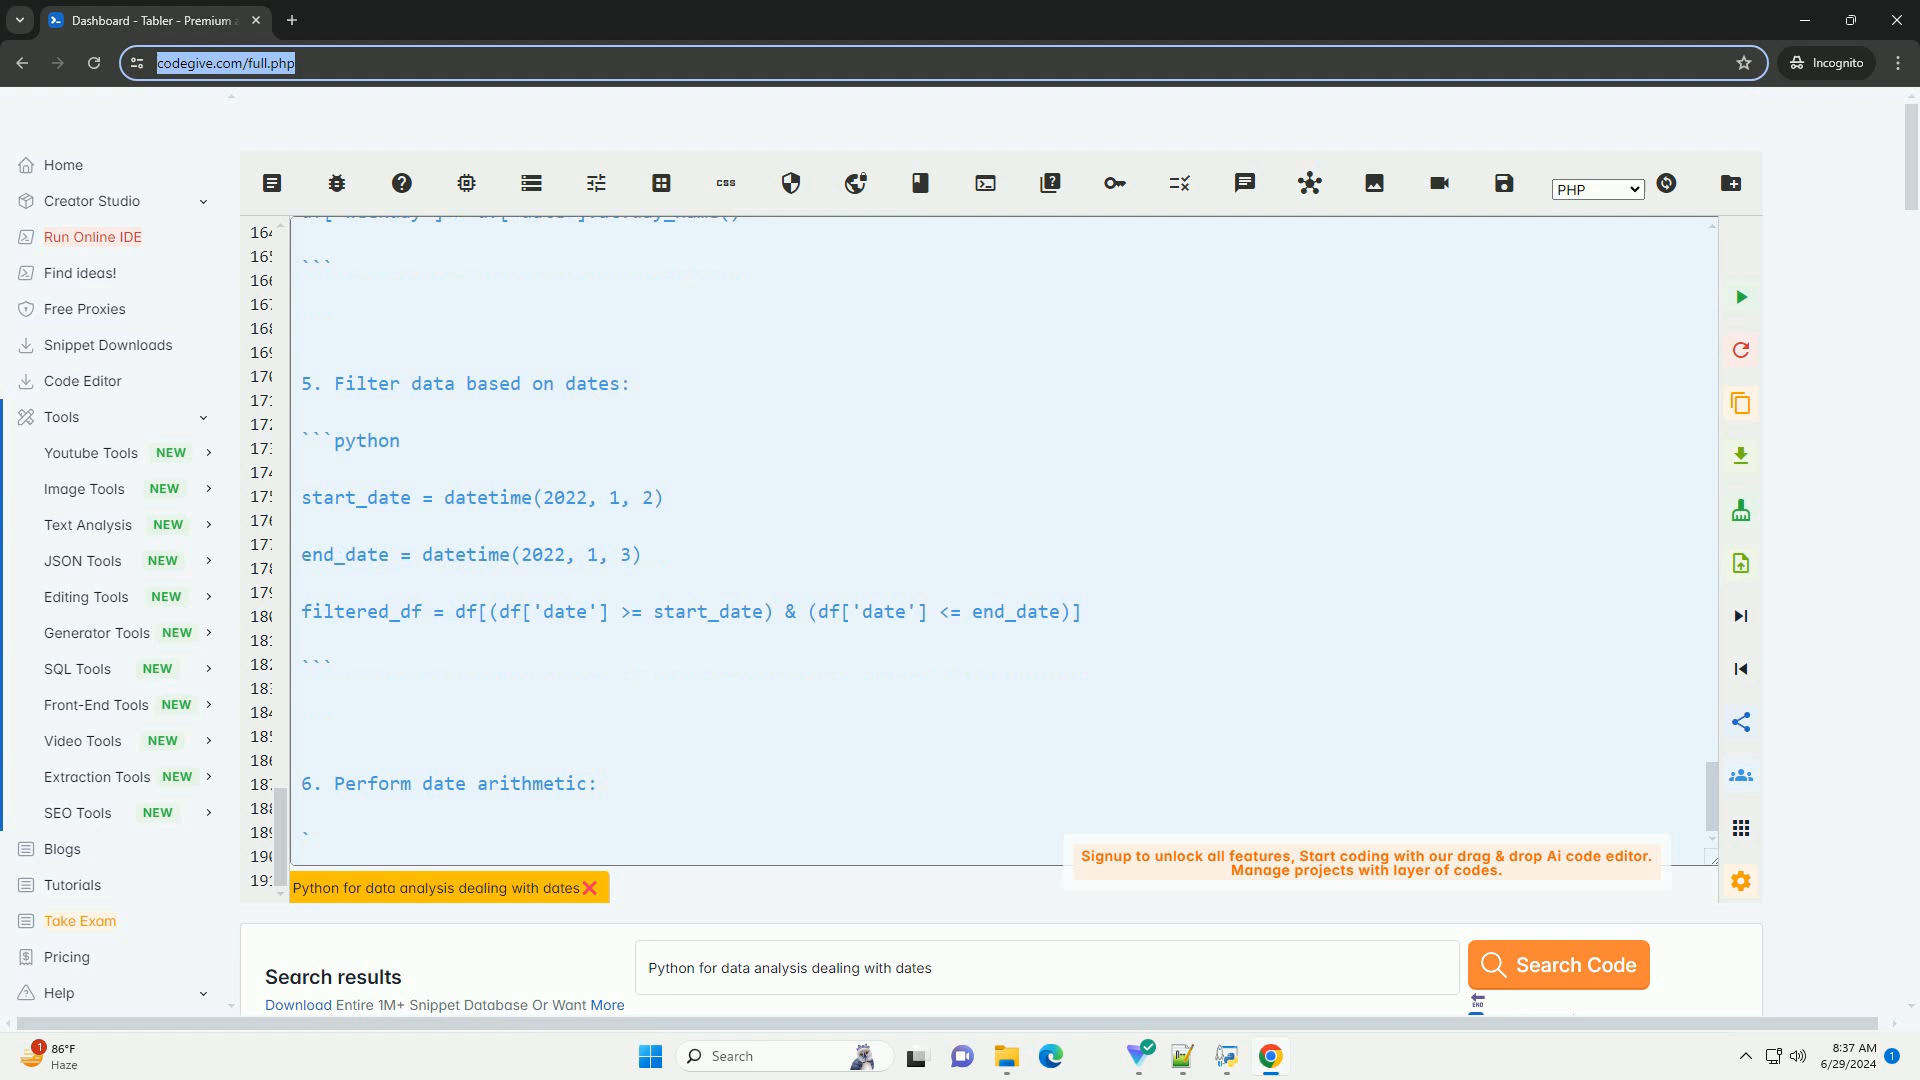 Dashboard - Tabler - Premium
codegive.com/full.php
Incognito
Home
Creator Studio
Run Online IDE
Find ideas!
Free Proxies
Snippet Downloads
Code Editor
Tools
Youtube Tools NEW
Image Tools NEW
Text Analysis NEW
JSON Tools NEW
Editing Tools NEW
Generator Tools NEW
SQL Tools NEW
Front-End Tools NEW
Video Tools NEW
Extraction Tools NEW
SEO Tools NEW
Blogs
Tutorials
Take Exam
Pricing
Help
css
PHP
```
5. Filter data based on dates:
```python
start_date = datetime(2022, 1, 2)
end_date = datetime(2022, 1, 3)
filtered_df = df[(df['date'] >= start_date) & (df['date'] <= end_date)]
```
6. Perform date arithmetic:
`
Signup to unlock all features, Start coding with our drag & drop Ai code editor.
Manage projects with layer of codes.
Python for data analysis dealing with dates
Search results
Download Entire 1M+ Snippet Database Or Want More
Python for data analysis dealing with dates
Search Code
END
1
86°F
Haze
Search
8:37 AM
6/29/2024
1